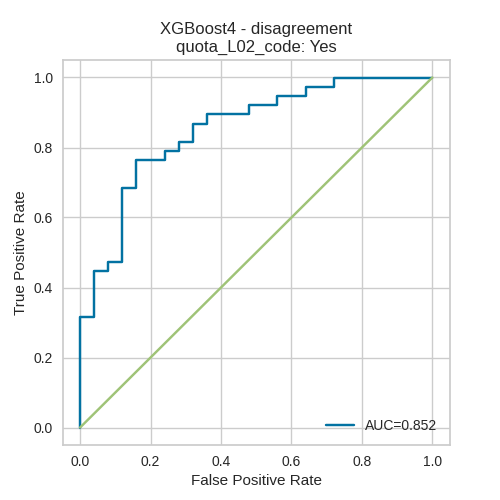 XGBoost4 - disagreement
quota_L02_code: Yes
1.0
0.8
0.6
0.4
0.2
0.0
True Positive Rate
AUC=0.852
0.0 0.2 0.4 0.6 0.8 1.0
False Positive Rate